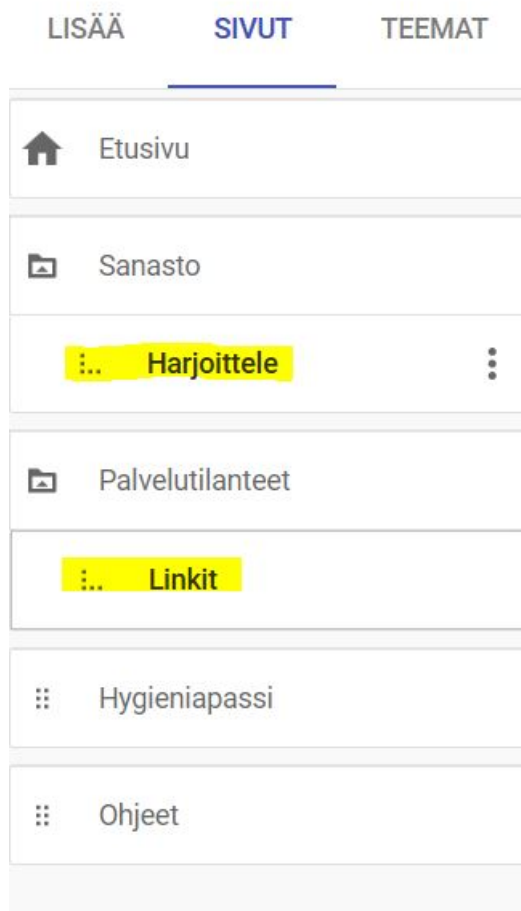 LISÄÄ SIVUT TEEMAT
Etusivu
Sanasto
Harjoittele
Palvelutilanteet
Linkit
Hygieniapassi
Ohjeet